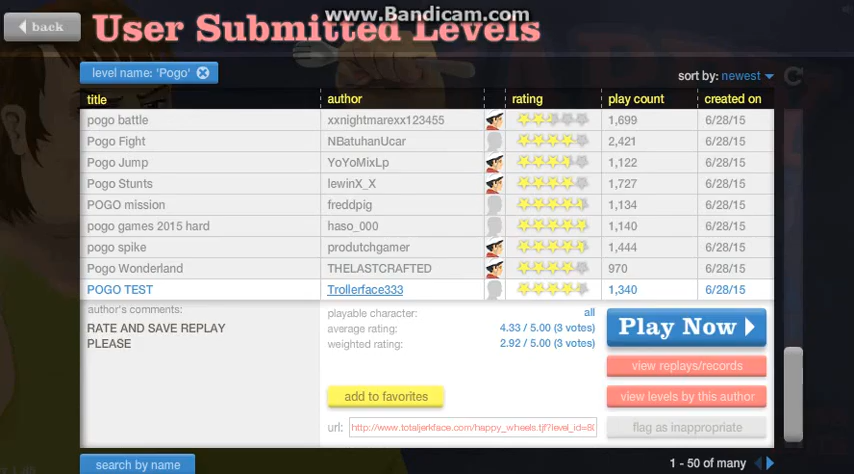 www.Bandicam.com
back
User Submitted Levels
level name: 'Pogo'
sort by: newest
title author rating play count created on
pogo battle xxnightmarexx123455 1,699 6/28/15
Pogo Fight NBatuhanUcar 2,421 6/28/15
Pogo Jump YoYoMixLp 1,122 6/28/15
Pogo Stunts lewinX_X 1,727 6/28/15
POGO mission freddpig 1,134 6/28/15
pogo games 2015 hard haso_000 1,140 6/28/15
pogo spike produtchgamer 1,444 6/28/15
Pogo Wonderland THELASTCRAFTED 970 6/28/15
POGO TEST Trollerface333 1,340 6/28/15
author's comments:
RATE AND SAVE REPLAY
PLEASE
playable character: all
average rating: 4.33 / 5.00 (3 votes)
weighted rating: 2.92 / 5.00 (3 votes)
add to favorites
url: http://www.totaljerkface.com/happy_wheels.tjf?level_id=8
Play Now
view replays/records
view levels by this author
flag as inappropriate
search by name
1 - 50 of many